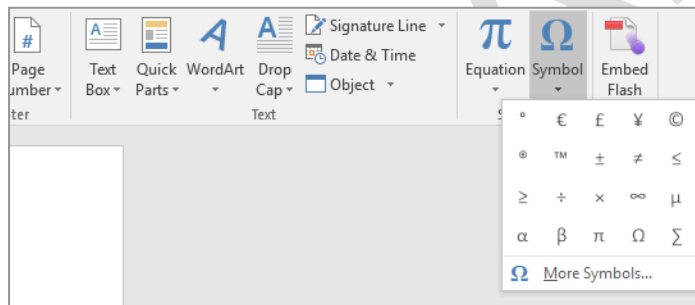 Signature Line
Date & Time
Object
Page
umber
Text
Box
Quick
Parts
WordArt
Drop
Cap
Equation
Symbol
Embed
Flash
ter
Text
S
° € £ ¥ ©
® ™ ± ≠ ≤
≥ ÷ × ∞ µ
α β π Ω ∑
Ω More Symbols...